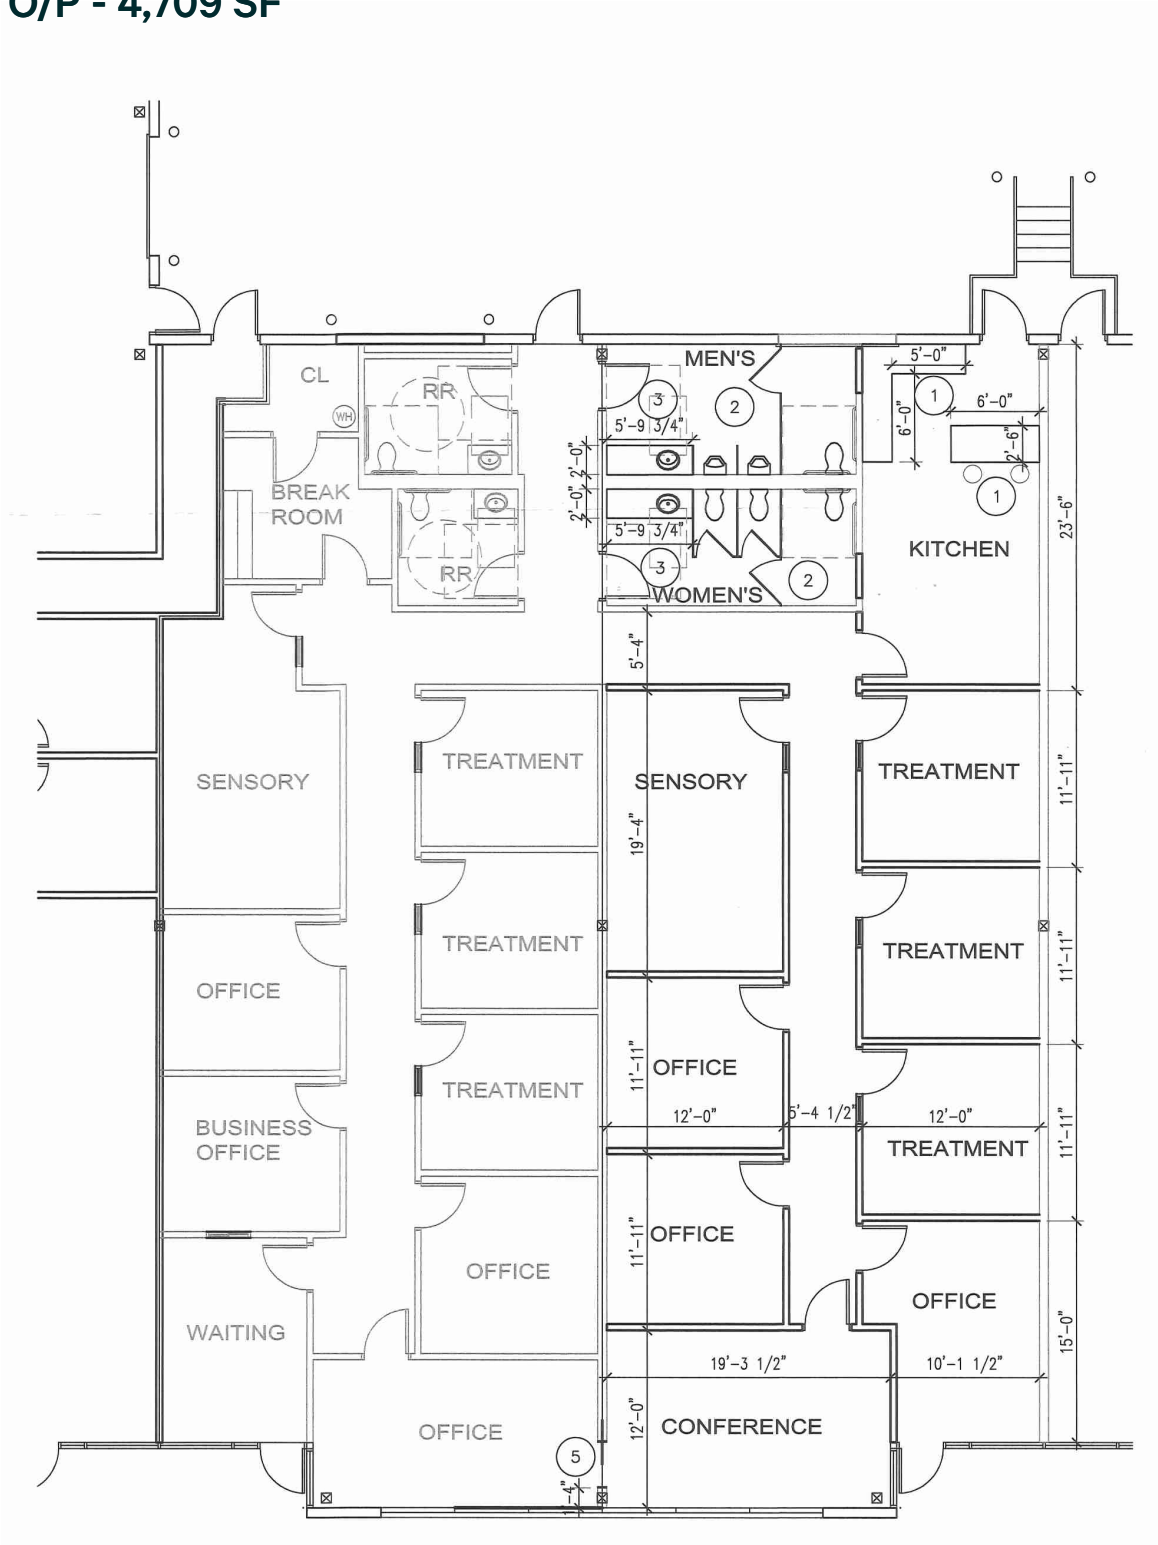 O/P - 4,709 SF
MEN'S
5'-0"
CL
RR
3
2
1
6'-0"
WH
5'-9 3/4"
6'-0"
2'-6"
2'-0"
BREAK
ROOM
1
2'-0"
5'-9 3/4"
23'-6"
KITCHEN
RR
3
2
WOMEN'S
5'-4"
TREATMENT
SENSORY
SENSORY
TREATMENT
11'-11"
19'-4"
TREATMENT
TREATMENT
11'-11"
OFFICE
OFFICE
11'-11"
TREATMENT
12'-0"
5'-4 1/2"
12'-0"
11'-11"
BUSINESS
OFFICE
TREATMENT
OFFICE
11'-11"
OFFICE
OFFICE
WAITING
15'-0"
19'-3 1/2"
10'-1 1/2"
OFFICE
12'-0"
CONFERENCE
5